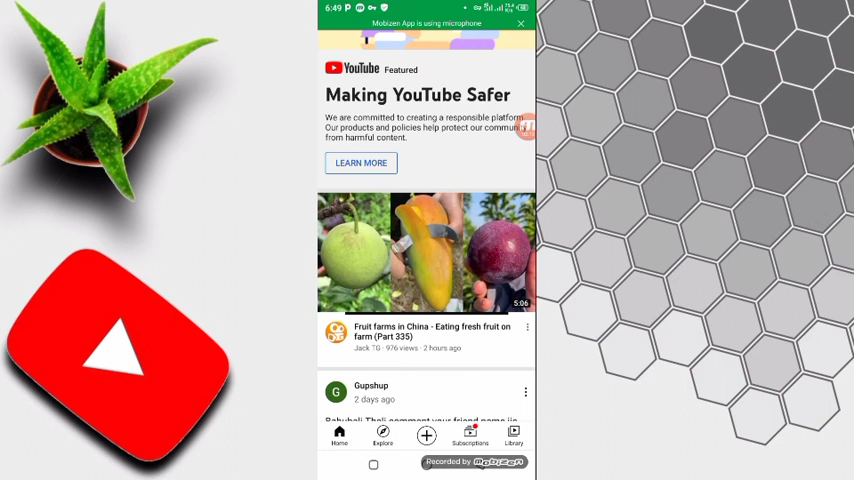 6:49
Mobizen App is using microphone
YouTube Featured
Making YouTube Safer
We are committed to creating a responsible platform.
Our products and policies help protect our community
from harmful content.
LEARN MORE
5:06
Fruit farms in China - Eating fresh fruit on
farm (Part 335)
Jack TG · 976 views · 2 hours ago
G
Gupshup
2 days ago
Home
Explore
Subscriptions
Library
Recorded by mobizen